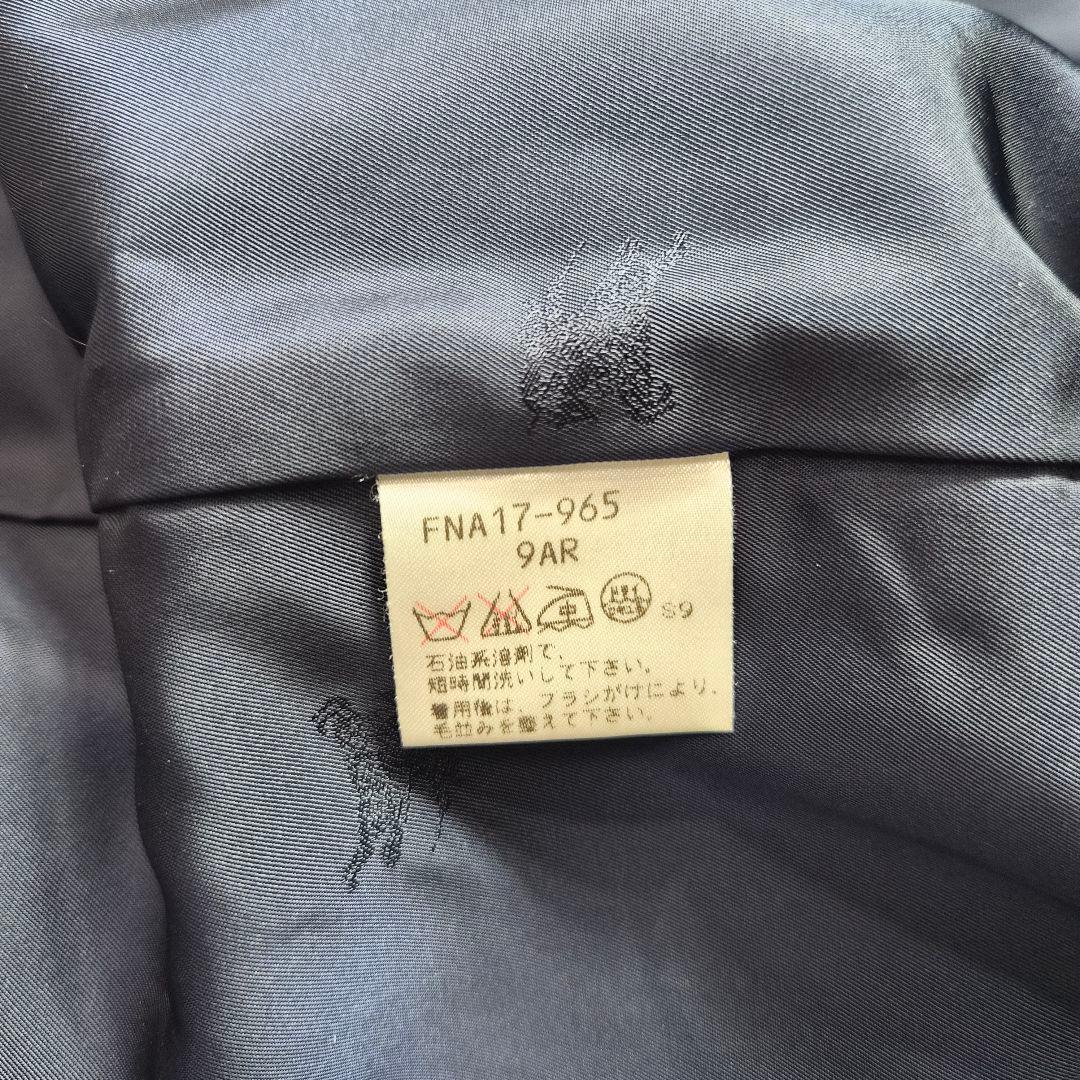 FNA17-965
9AR
S9
石油系溶剤で、
短時間洗いして下さい。
着用後は、ブラシがけにより、
毛並みを整えて下さい。